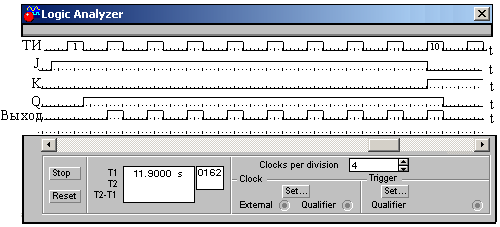 Logic Analyzer
ТИ 1 10 t
J t
K t
Q t
Выход t
Stop
Reset
T1
T2
T2-T1
11.9000 s
0162
Clocks per division 4
Clock
Set...
External Qualifier
Trigger
Set...
Qualifier